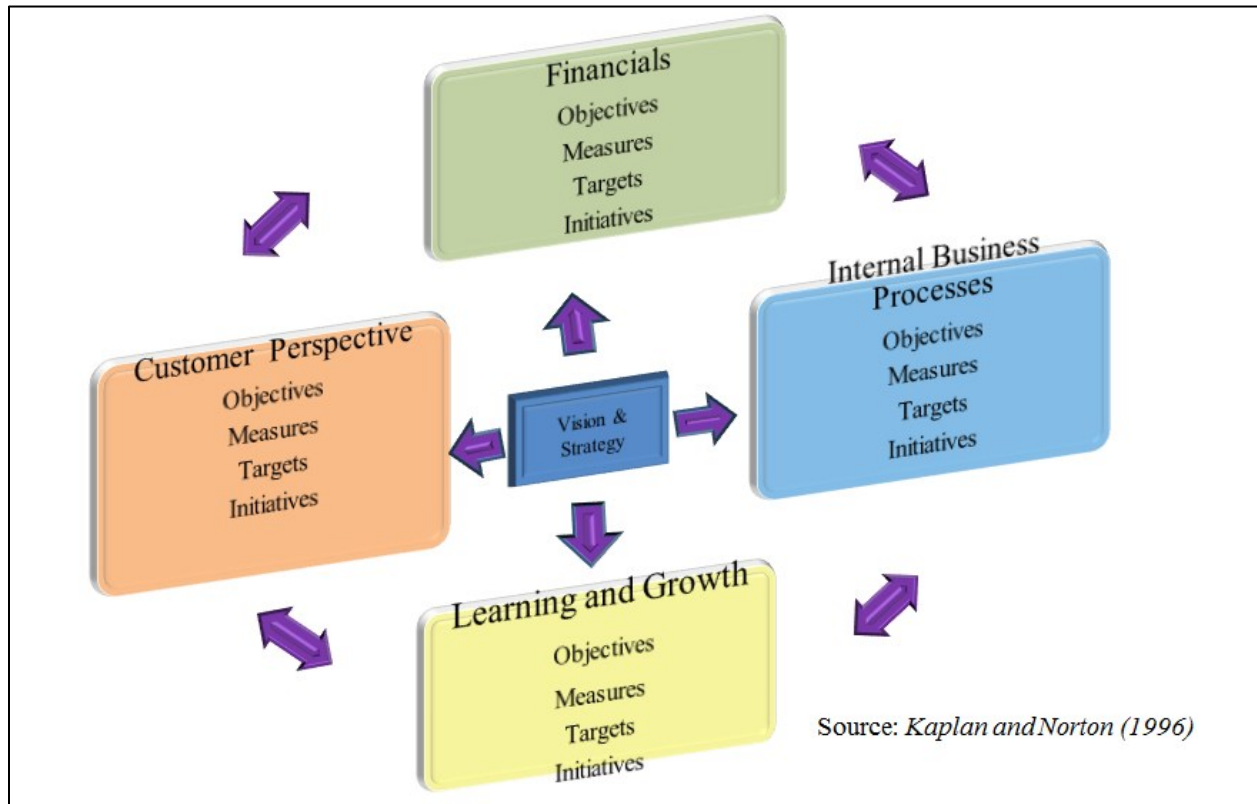 Financials
Objectives
Measures
Targets
Initiatives
Internal Business
Processes
Objectives
Measures
Targets
Initiatives
Customer Perspective
Objectives
Measures
Targets
Initiatives
Vision &
Strategy
Learning and Growth
Objectives
Measures
Targets
Initiatives
Source: Kaplan and Norton (1996)